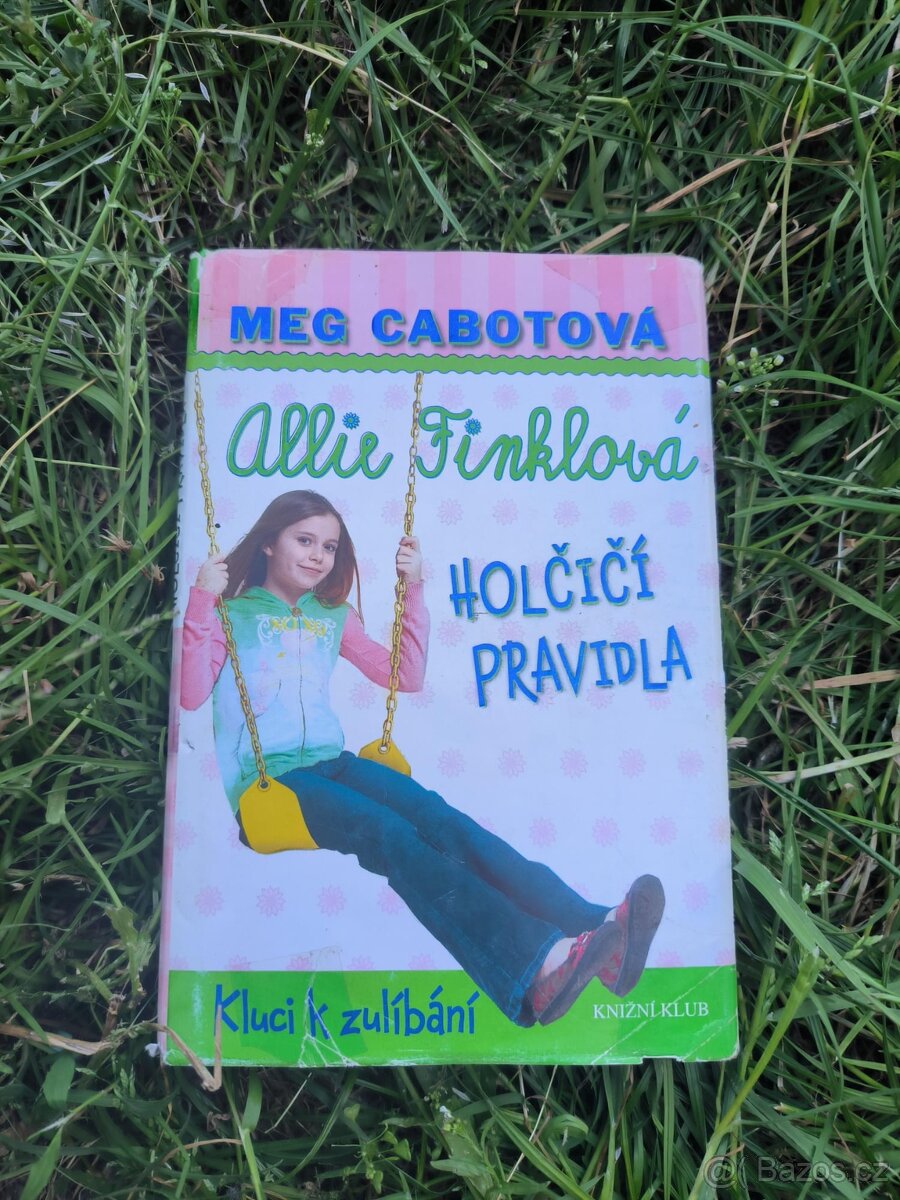 MEG CABOTOVÁ
Allie Finklová
HOLČIČÍ
PRAVIDLA
Kluci k zulíbání
KNIŽNÍ KLUB
@ Bazos.cz